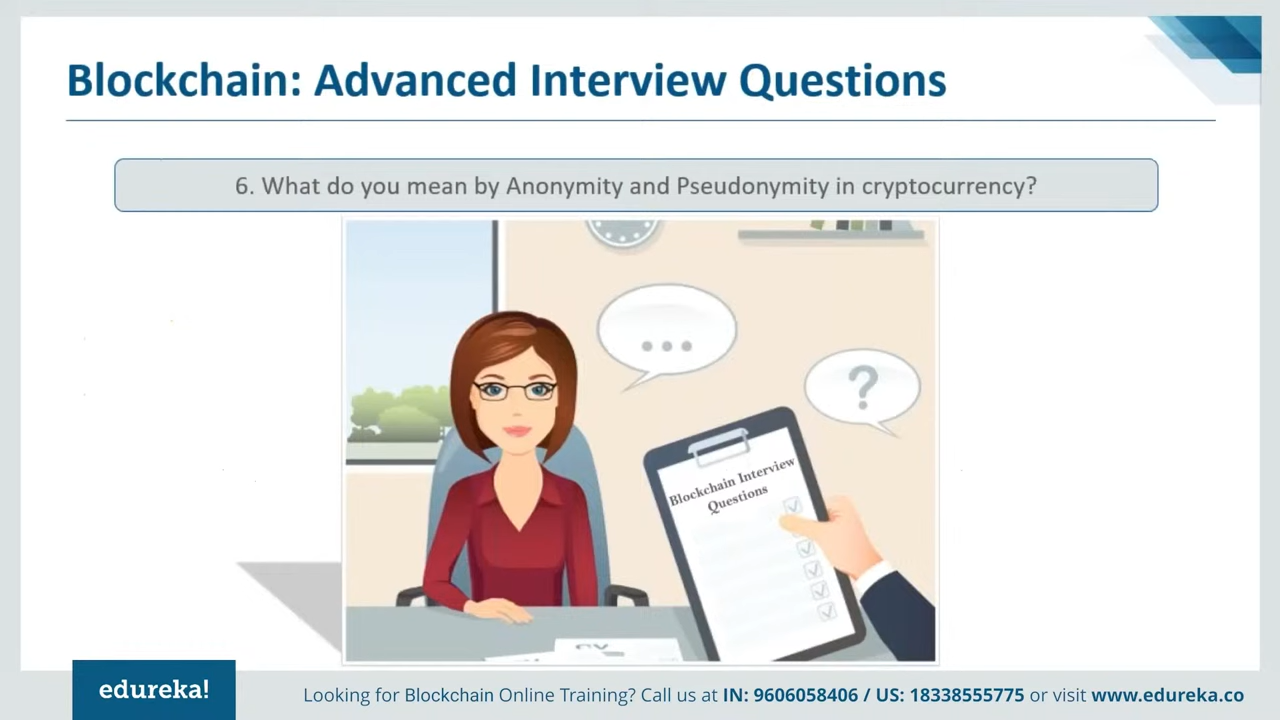 Blockchain: Advanced Interview Questions
6. What do you mean by Anonymity and Pseudonymity in cryptocurrency?
?
Blockchain Interview
Questions
edureka!
Looking for Blockchain Online Training? Call us at IN: 9606058406 / US: 18338555775 or visit www.edureka.co